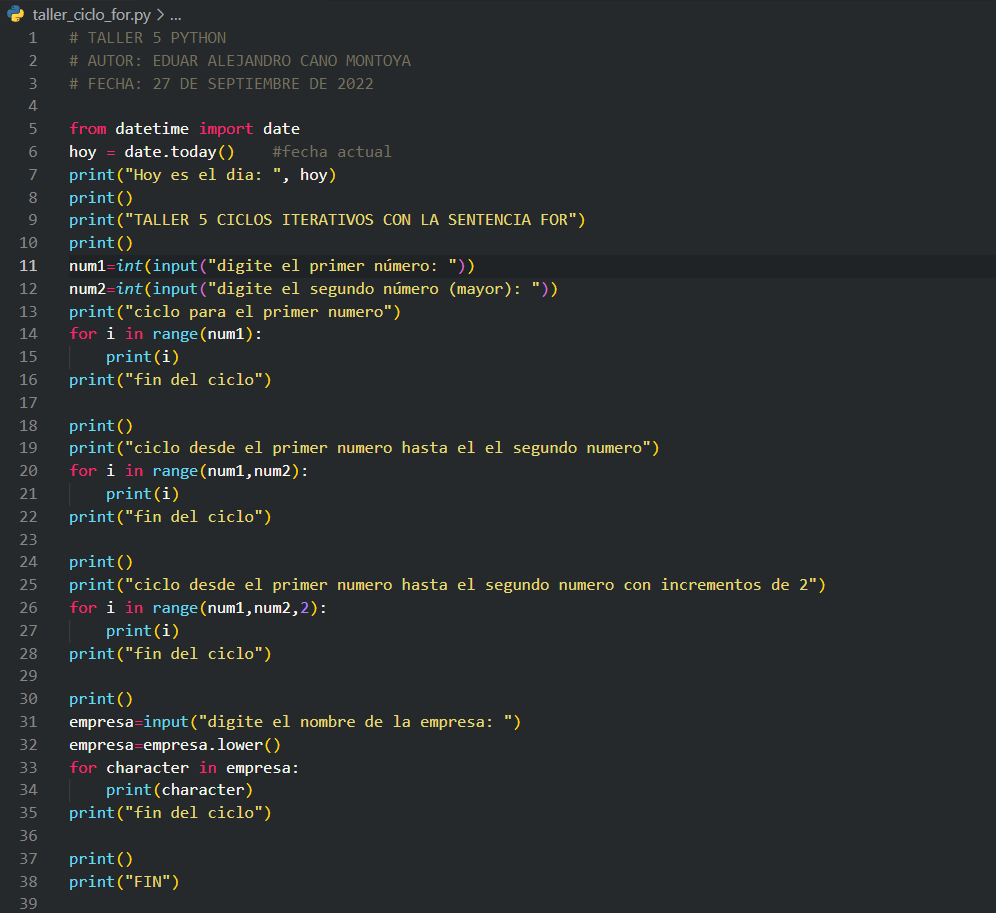 taller_ciclo_for.py > ...
1 # TALLER 5 PYTHON
2 # AUTOR: EDUAR ALEJANDRO CANO MONTOYA
3 # FECHA: 27 DE SEPTIEMBRE DE 2022
4
5 from datetime import date
6 hoy = date.today()    #fecha actual
7 print("Hoy es el dia: ", hoy)
8 print()
9 print("TALLER 5 CICLOS ITERATIVOS CON LA SENTENCIA FOR")
10 print()
11 num1=int(input("digite el primer número: "))
12 num2=int(input("digite el segundo número (mayor): "))
13 print("ciclo para el primer numero")
14 for i in range(num1):
15     print(i)
16 print("fin del ciclo")
17
18 print()
19 print("ciclo desde el primer numero hasta el el segundo numero")
20 for i in range(num1,num2):
21     print(i)
22 print("fin del ciclo")
23
24 print()
25 print("ciclo desde el primer numero hasta el segundo numero con incrementos de 2")
26 for i in range(num1,num2,2):
27     print(i)
28 print("fin del ciclo")
29
30 print()
31 empresa=input("digite el nombre de la empresa: ")
32 empresa=empresa.lower()
33 for character in empresa:
34     print(character)
35 print("fin del ciclo")
36
37 print()
38 print("FIN")
39